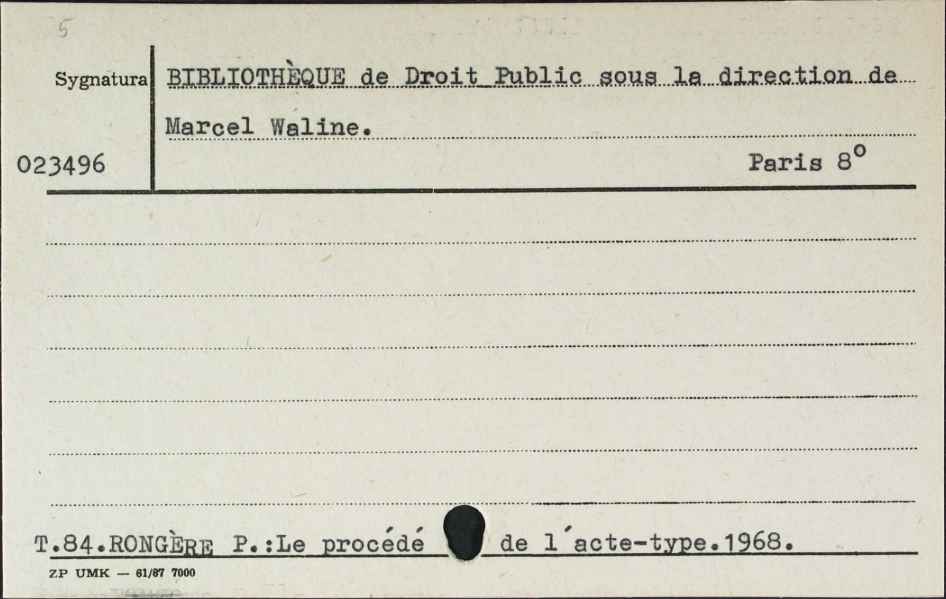 5
Sygnatura BIBLIOTHÈQUE de Droit Public sous la direction de
Marcel Waline.
023496 Paris 8º
T.84.RONGÈRE P.:Le procédé de l'acte-type.1968.
ZP UMK — 61/87 7000